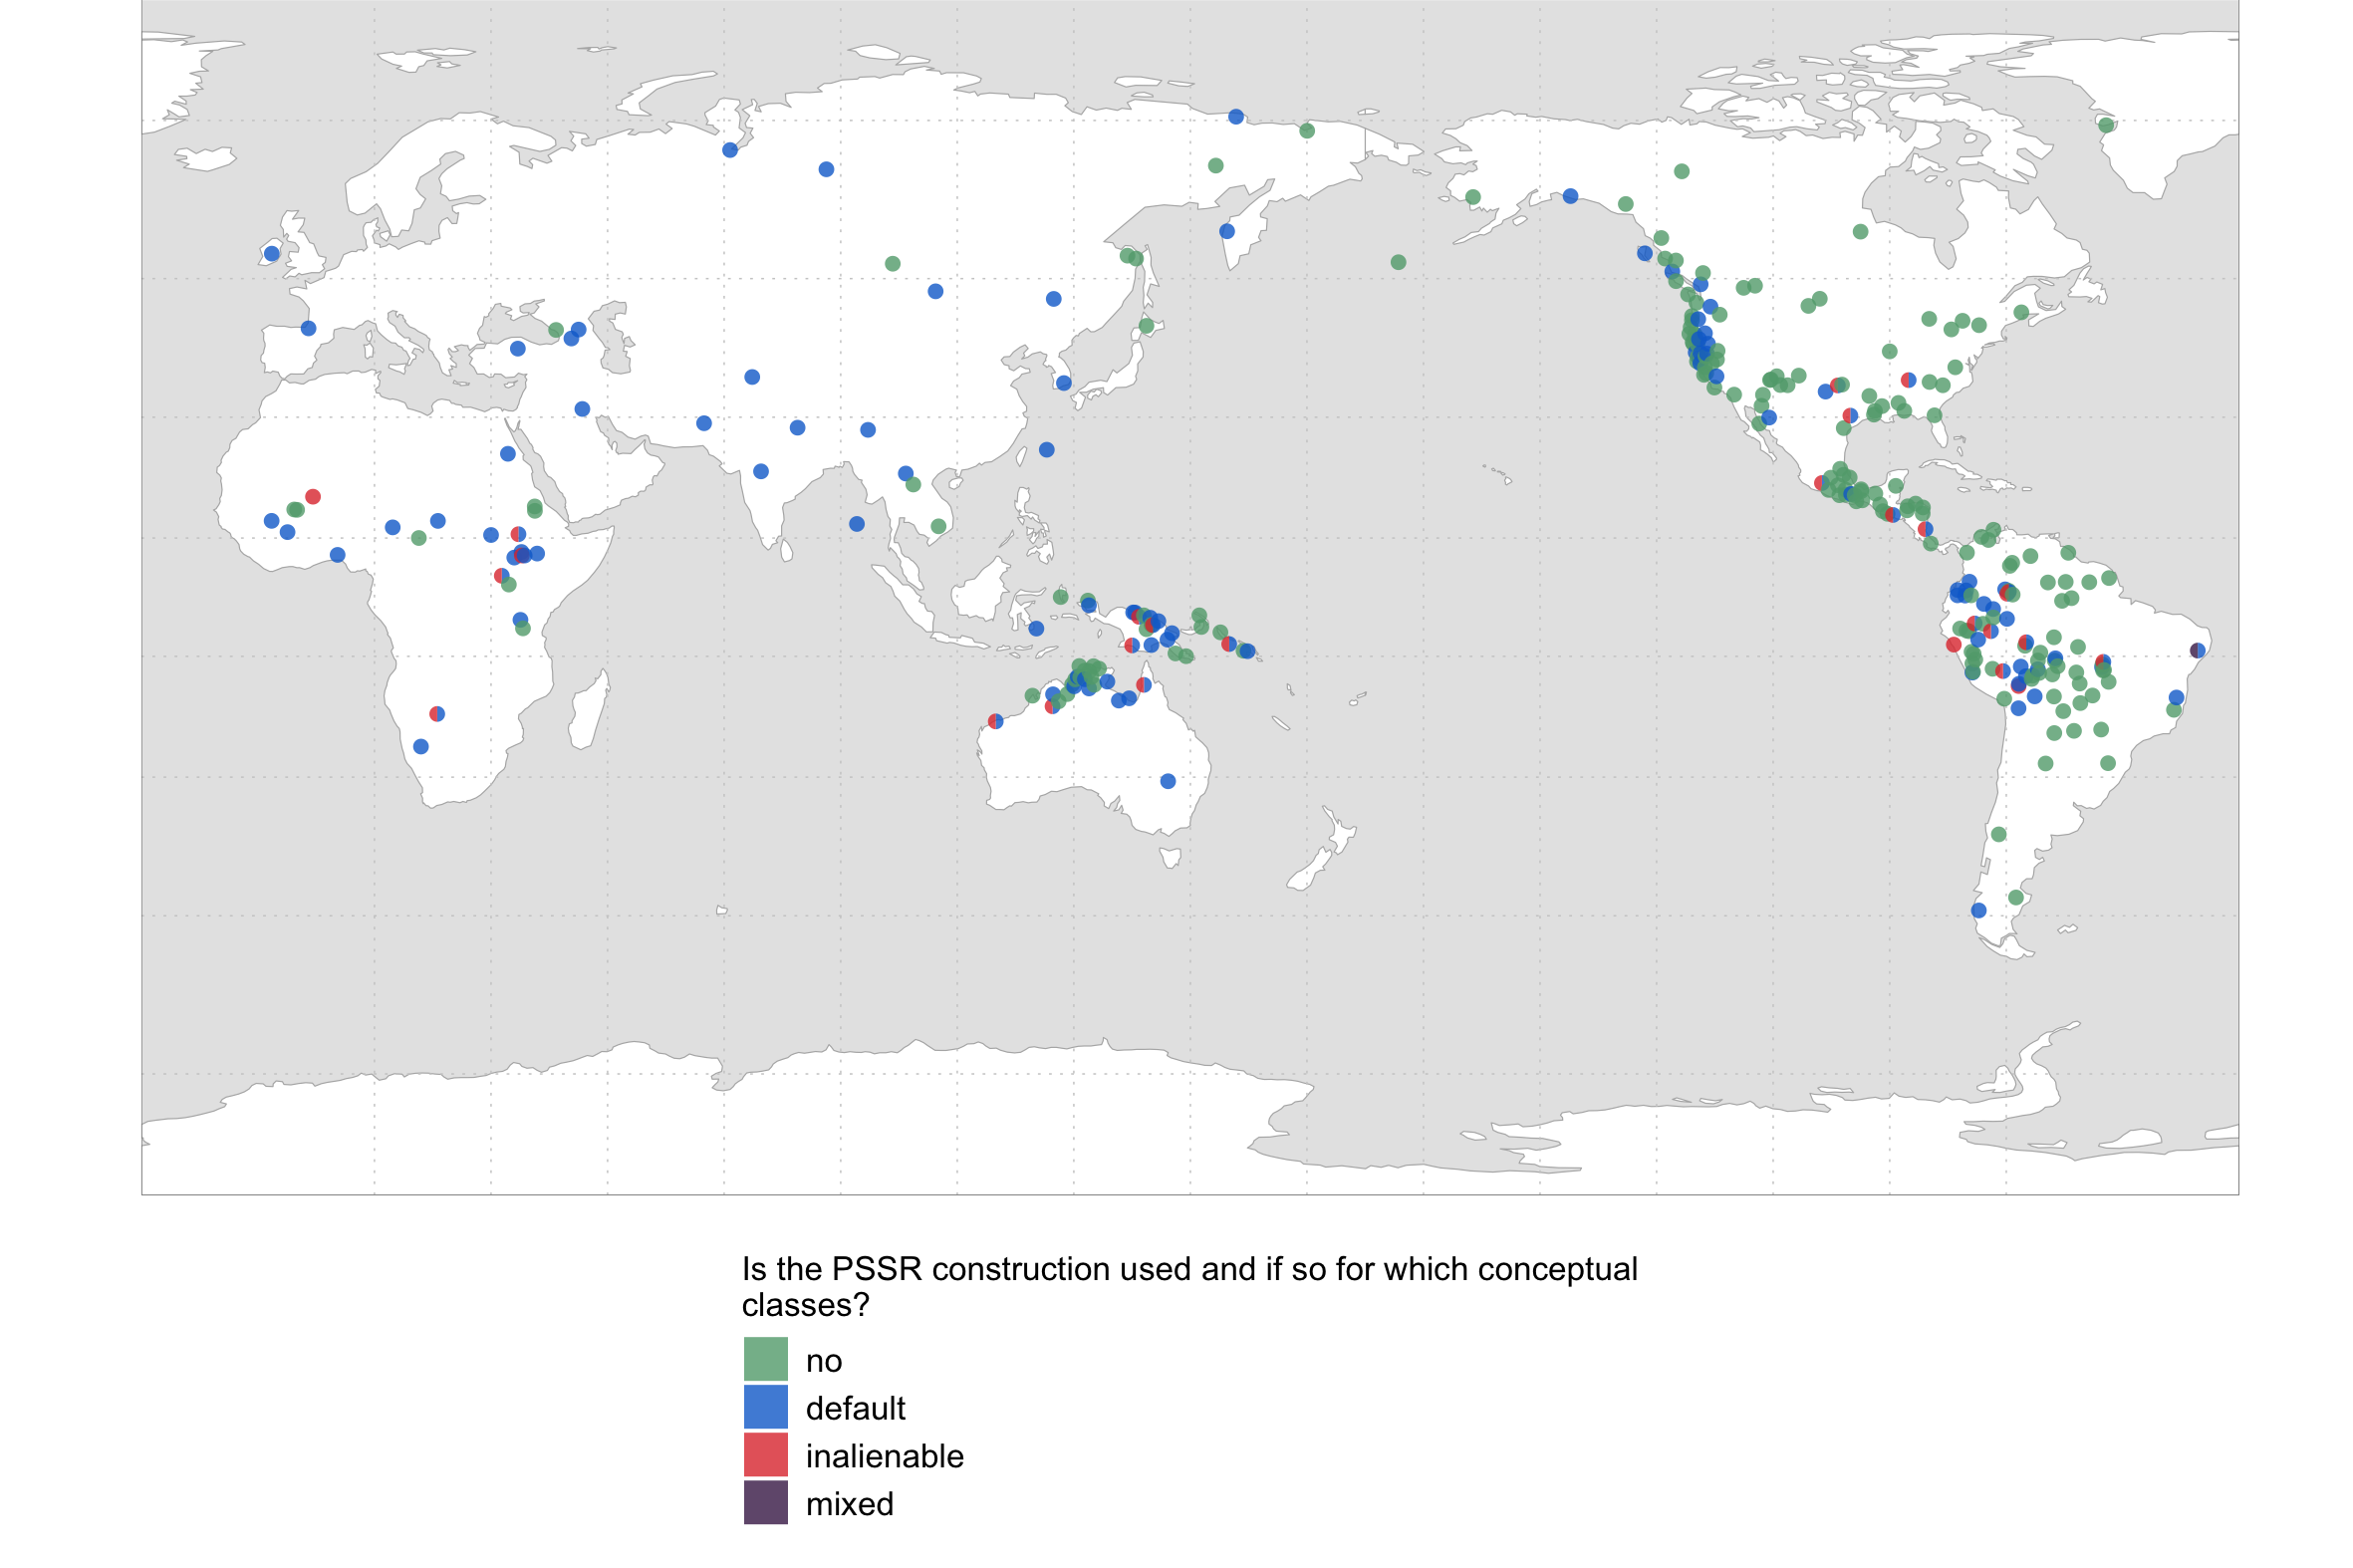 Is the PSSR construction used and if so for which conceptual
classes?
no
default
inalienable
mixed